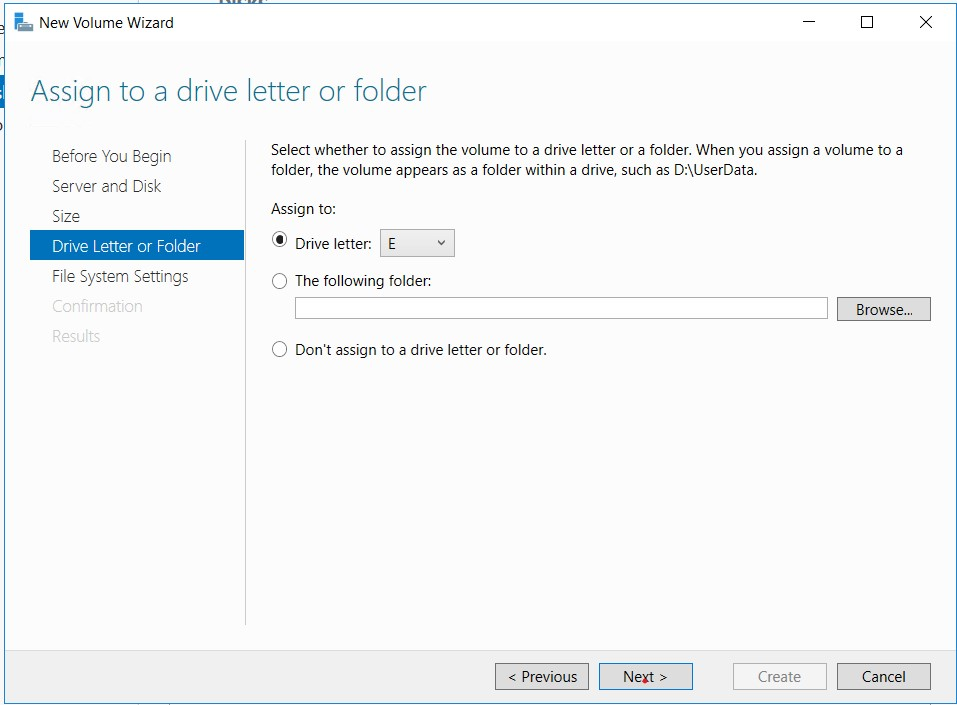 New Volume Wizard
Assign to a drive letter or folder
Before You Begin
Server and Disk
Size
Drive Letter or Folder
File System Settings
Confirmation
Results
Select whether to assign the volume to a drive letter or a folder. When you assign a volume to a
folder, the volume appears as a folder within a drive, such as D:\UserData.
Assign to:
Drive letter: E
The following folder:
Browse...
Don't assign to a drive letter or folder.
< Previous
Next >
Create
Cancel